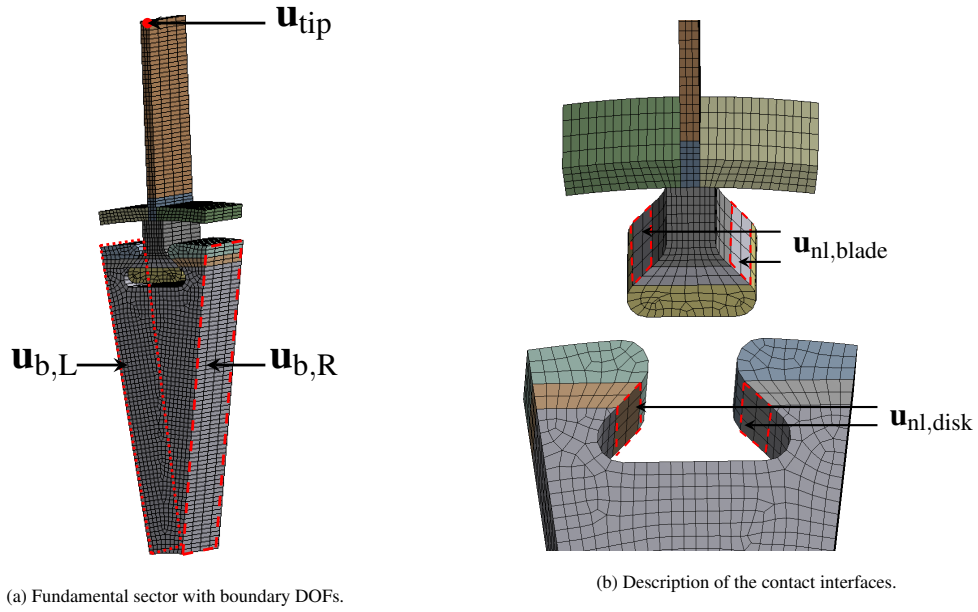 u_tip
u_b,L
u_b,R
(a) Fundamental sector with boundary DOFs.
u_nl,blade
u_nl,disk
(b) Description of the contact interfaces.